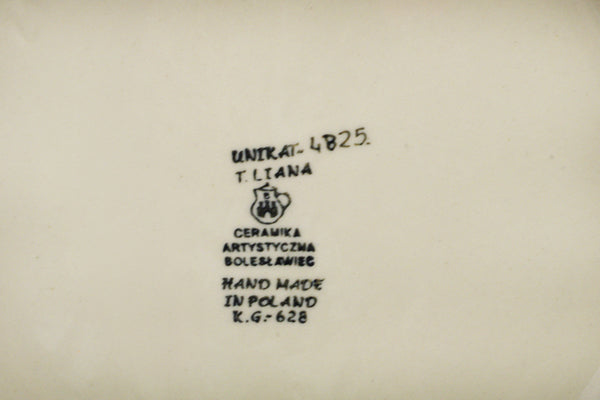 UNIKAT- 4825.
T. LIANA
B
CERAMIKA
ARTYSTYCZNA
BOLESŁAWIEC
HAND MADE
IN POLAND
K.G.-628